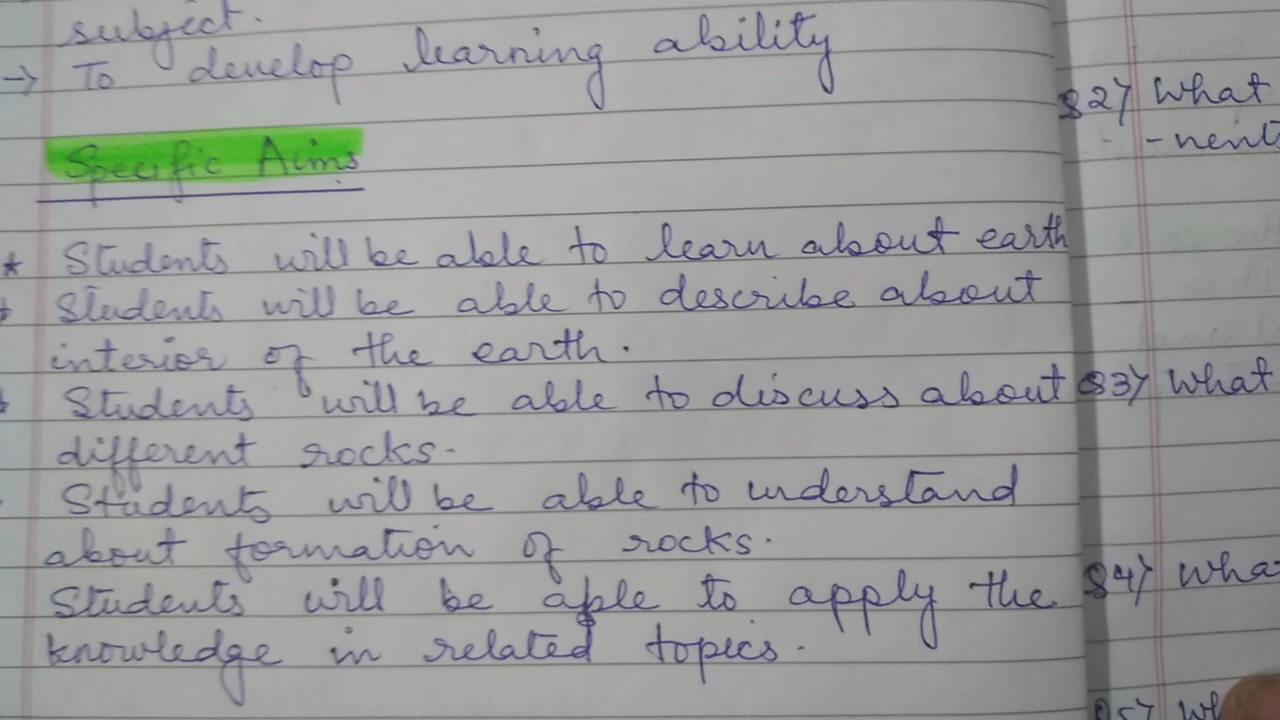 subject.
→ To develop learning ability
Specific Aims
* Students will be able to learn about earth
* Students will be able to describe about
interior of the earth.
* Students will be able to discuss about
different rocks.
Students will be able to understand
about formation of rocks.
Students will be able to apply the
knowledge in related topics.
Q2) What
-nent
Q3) What
Q4) Wha
Q5) Wh